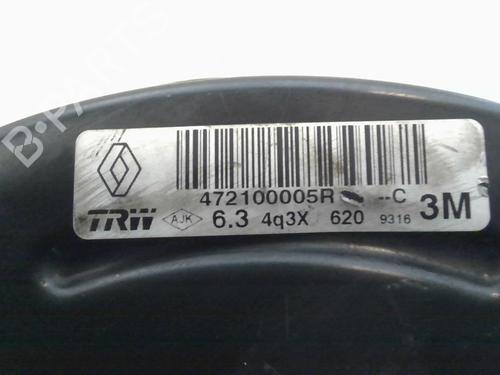 B-PARTS
472100005R --C
TRW AJK 6.3 4q3X 620 9316 3M